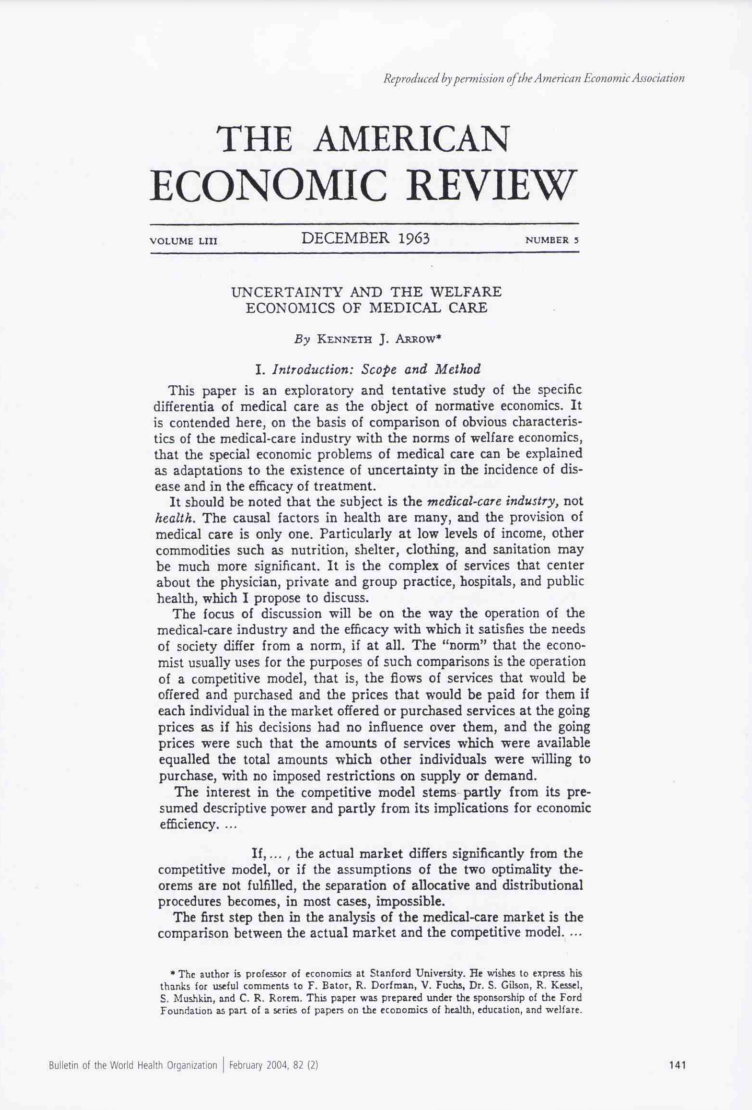 Reproduced by permission of the American Economic Association
THE AMERICAN
ECONOMIC REVIEW
VOLUME LIII DECEMBER 1963 NUMBER 5
UNCERTAINTY AND THE WELFARE
ECONOMICS OF MEDICAL CARE
By KENNETH J. ARROW*
I. Introduction: Scope and Method
This paper is an exploratory and tentative study of the specific
differentia of medical care as the object of normative economics. It
is contended here, on the basis of comparison of obvious characteris-
tics of the medical-care industry with the norms of welfare economics,
that the special economic problems of medical care can be explained
as adaptations to the existence of uncertainty in the incidence of dis-
ease and in the efficacy of treatment.
It should be noted that the subject is the medical-care industry, not
health. The causal factors in health are many, and the provision of
medical care is only one. Particularly at low levels of income, other
commodities such as nutrition, shelter, clothing, and sanitation may
be much more significant. It is the complex of services that center
about the physician, private and group practice, hospitals, and public
health, which I propose to discuss.
The focus of discussion will be on the way the operation of the
medical-care industry and the efficacy with which it satisfies the needs
of society differ from a norm, if at all. The “norm” that the econo-
mist usually uses for the purposes of such comparisons is the operation
of a competitive model, that is, the flows of services that would be
offered and purchased and the prices that would be paid for them if
each individual in the market offered or purchased services at the going
prices as if his decisions had no influence over them, and the going
prices were such that the amounts of services which were available
equalled the total amounts which other individuals were willing to
purchase, with no imposed restrictions on supply or demand.
The interest in the competitive model stems partly from its pre-
sumed descriptive power and partly from its implications for economic
efficiency. ...
If, ... , the actual market differs significantly from the
competitive model, or if the assumptions of the two optimality the-
orems are not fulfilled, the separation of allocative and distributional
procedures becomes, in most cases, impossible.
The first step then in the analysis of the medical-care market is the
comparison between the actual market and the competitive model. ...
* The author is professor of economics at Stanford University. He wishes to express his
thanks for useful comments to F. Bator, R. Dorfman, V. Fuchs, Dr. S. Gilson, R. Kessel,
S. Mushkin, and C. R. Rorem. This paper was prepared under the sponsorship of the Ford
Foundation as part of a series of papers on the economics of health, education, and welfare.
Bulletin of the World Health Organization | February 2004, 82 (2) 141